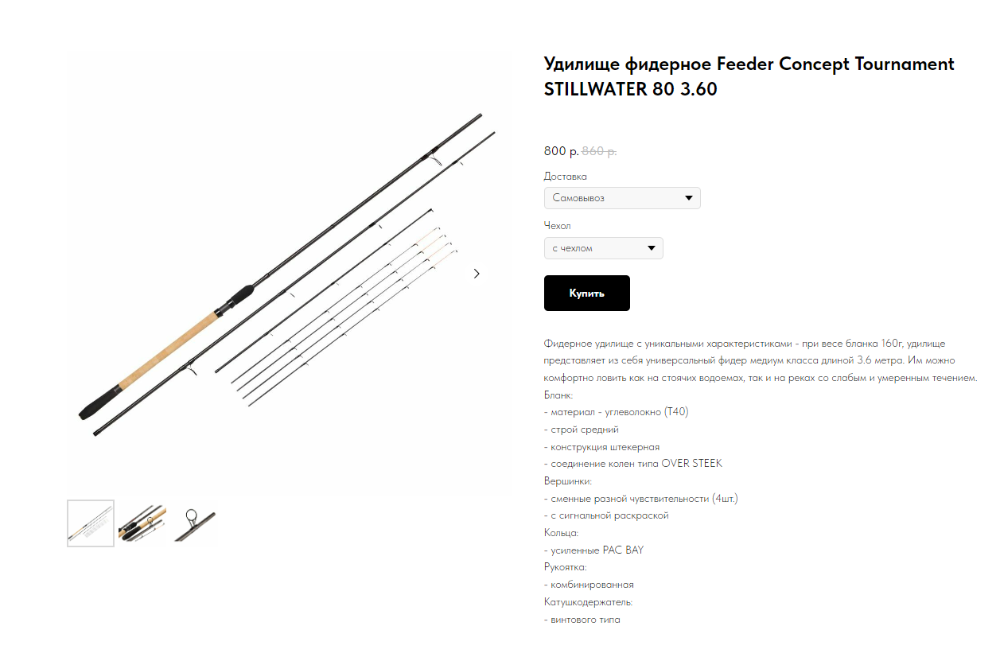 Удилище фидерное Feeder Concept Tournament
STILLWATER 80 3.60
800 р. 860 р.
Доставка
Самовывоз
Чехол
с чехлом
Купить
Фидерное удилище с уникальными характеристиками - при весе бланка 160г, удилище
представляет из себя универсальный фидер медиум класса длиной 3.6 метра. Им можно
комфортно ловить как на стоячих водоемах, так и на реках со слабым и умеренным течением.
Бланк:
- материал - углеволокно (T40)
- строй средний
- конструкция штекерная
- соединение колен типа OVER STEEK
Вершинки:
- сменные разной чувствительности (4шт.)
- с сигнальной раскраской
Кольца:
- усиленные PAC BAY
Рукоятка:
- комбинированная
Катушкодержатель:
- винтового типа